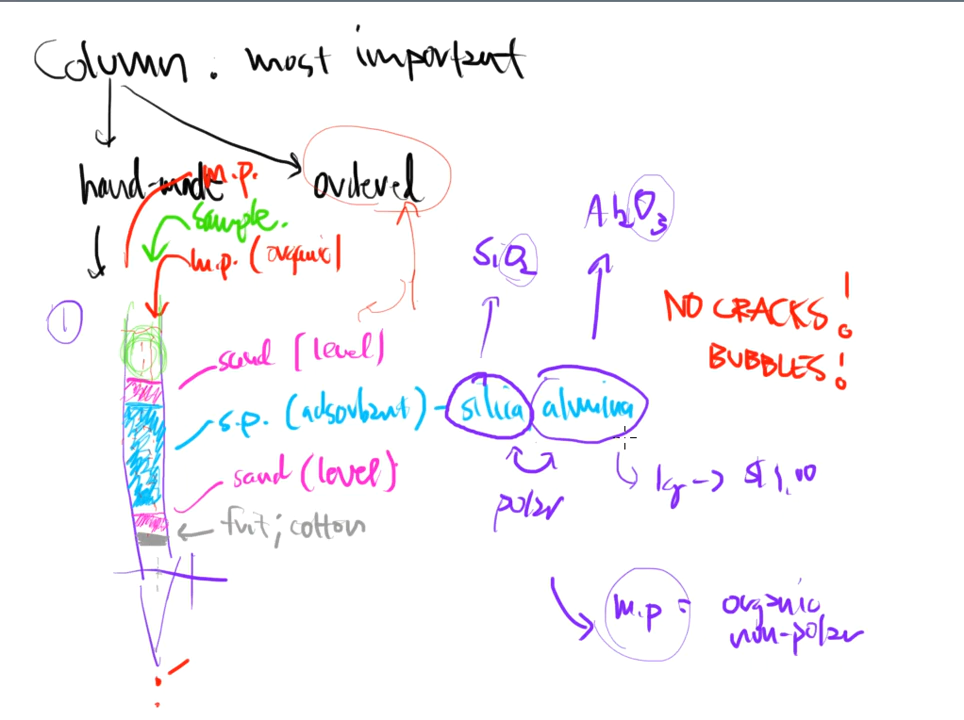 Column : most important
hand-made
ordered
m.p.
sample.
m.p. (organic)
SiO2
Al2O3
①
NO CRACKS!
BUBBLES!
sand (level)
s.p. (adsorbant) - silica alumina
sand (level)
polar
1g → $1.00
frit; cotton
m.p - organic
non-polar